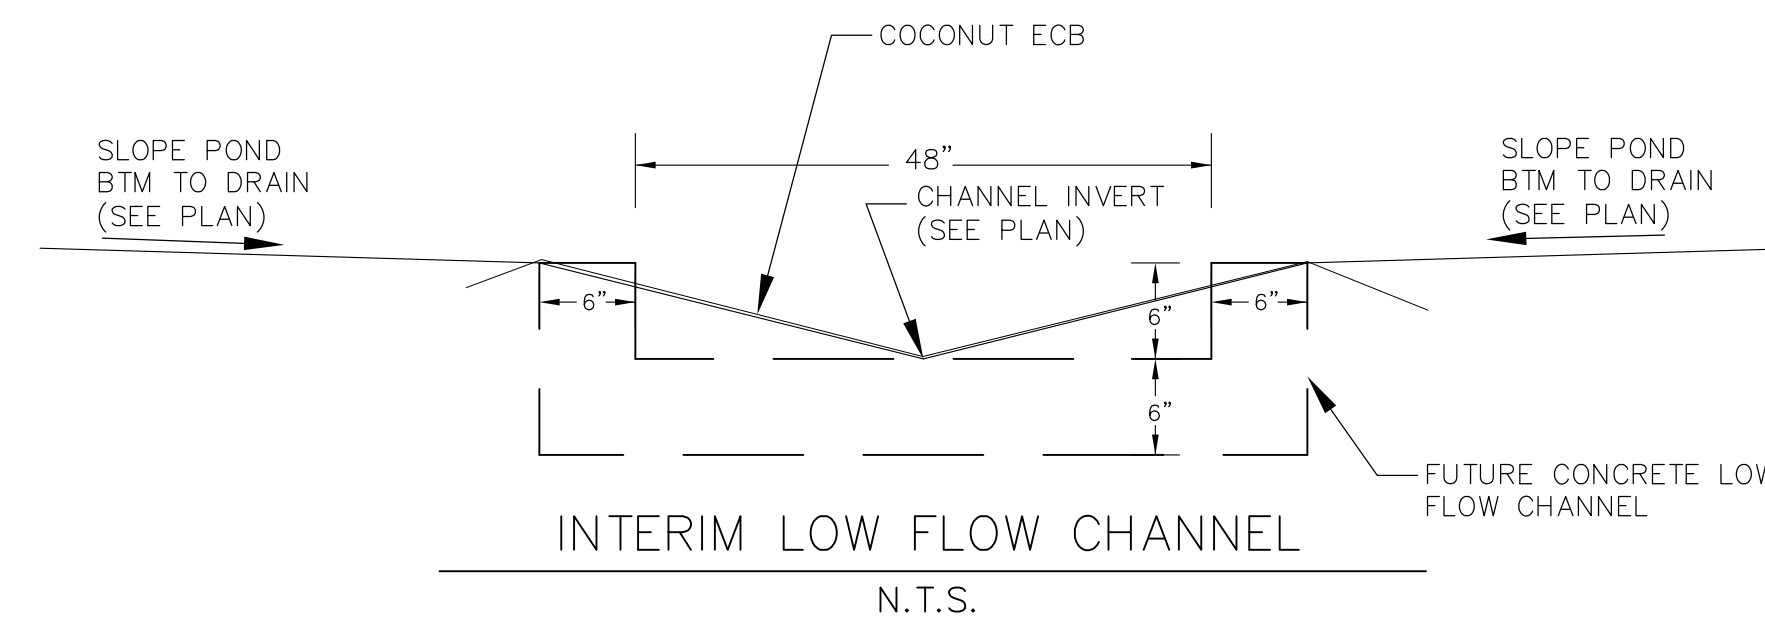 COCONUT ECB
SLOPE POND
BTM TO DRAIN
(SEE PLAN)
48”
CHANNEL INVERT
(SEE PLAN)
SLOPE POND
BTM TO DRAIN
(SEE PLAN)
6”
6”
6”
6”
FUTURE CONCRETE LOW
FLOW CHANNEL
INTERIM LOW FLOW CHANNEL
N.T.S.